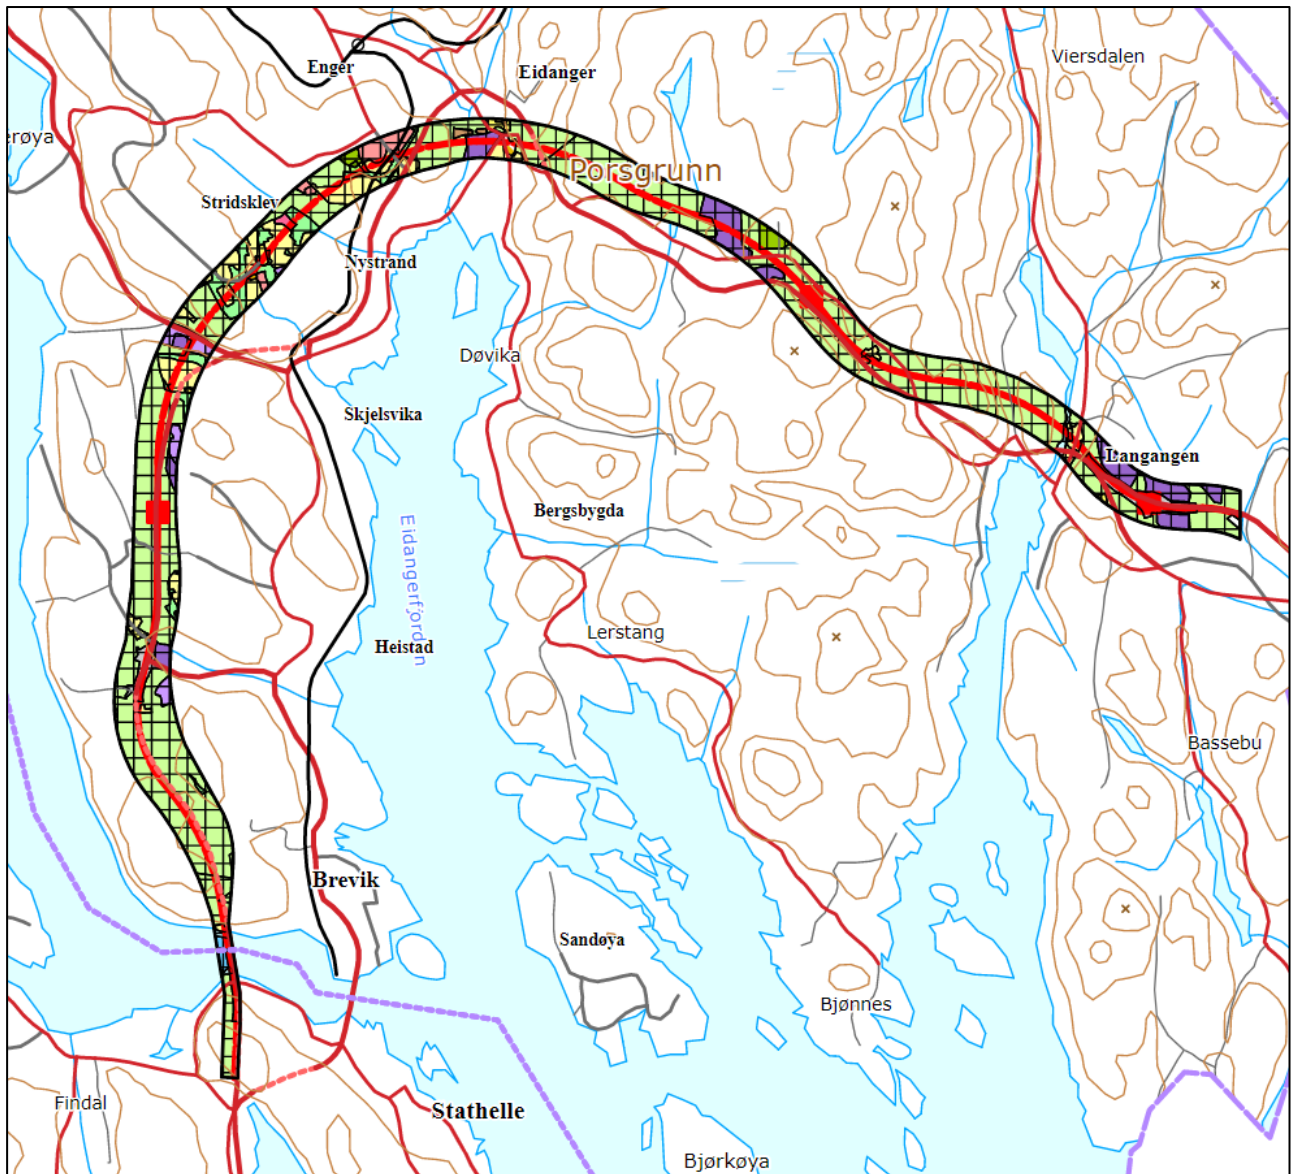 Viersdalen
Enger
Eidanger
erøya
Porsgrunn
Stridsklev
Nystrand
Døvika
Skjelsvika
Langangen
Bergsbygda
Eidangerfjorden
Lerstang
Heistad
Bassebu
Brevik
Sandøya
Bjønnes
Findal
Stathelle
Bjørkøya